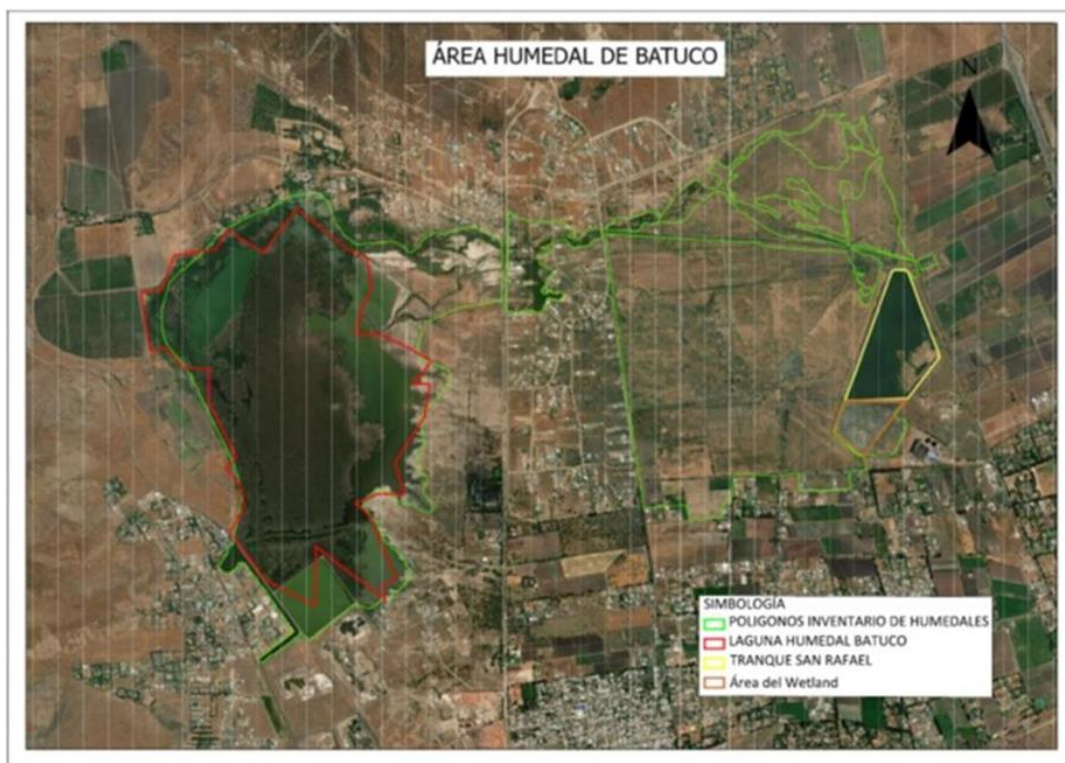 ÁREA HUMEDAL DE BATUCO
N
SIMBOLOGÍA
POLIGONOS INVENTARIO DE HUMEDALES
LAGUNA HUMEDAL BATUCO
TRANQUE SAN RAFAEL
Área del Wetland